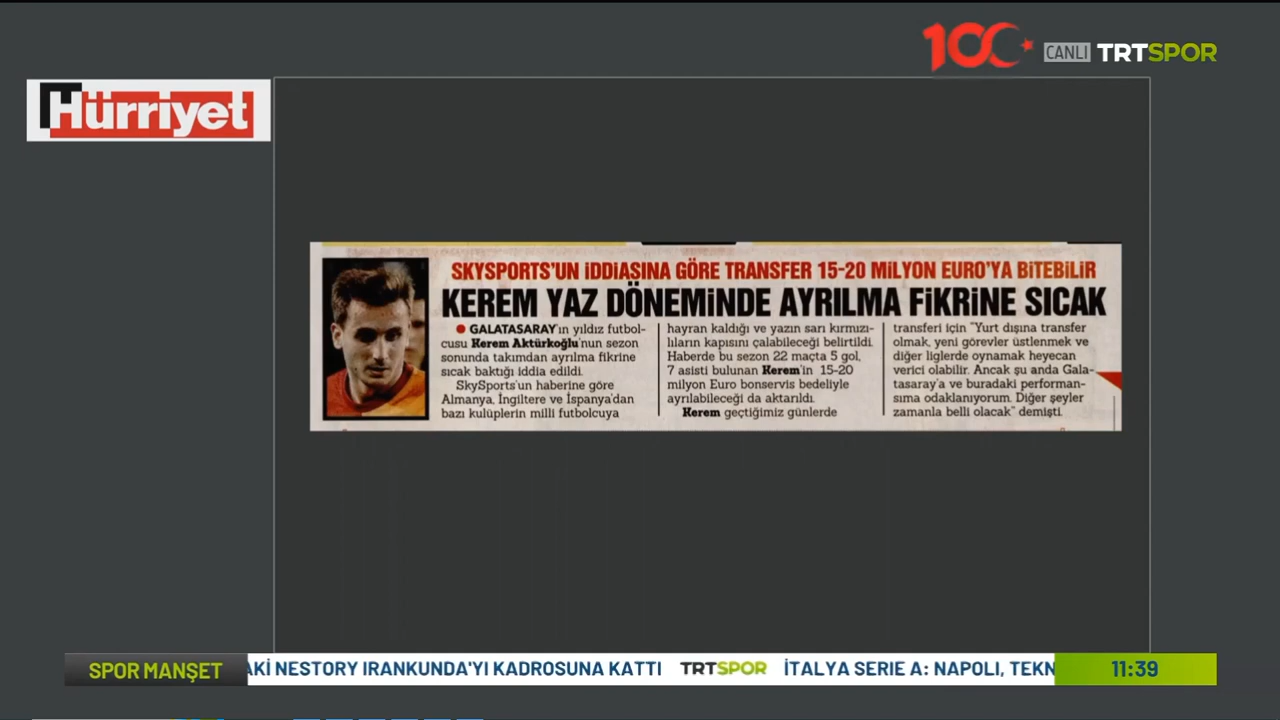 100
CANLI TRTSPOR
Hürriyet
SKYSPORTS'UN İDDİASINA GÖRE TRANSFER 15-20 MİLYON EURO'YA BİTEBİLİR
KEREM YAZ DÖNEMİNDE AYRILMA FİKRİNE SICAK
● GALATASARAY'ın yıldız futbol-
cusu Kerem Aktürkoğlu'nun sezon
sonunda takımdan ayrılma fikrine
sıcak baktığı iddia edildi.
SkySports'un haberine göre
Almanya, İngiltere ve İspanya'dan
bazı kulüplerin milli futbolcuya
hayran kaldığı ve yazın sarı kırmızı-
lıların kapısını çalabileceği belirtildi.
Haberde bu sezon 22 maçta 5 gol,
7 asisti bulunan Kerem'in 15-20
milyon Euro bonservis bedeliyle
ayrılabileceği da aktarıldı.
Kerem geçtiğimiz günlerde
transferi için "Yurt dışına transfer
olmak, yeni görevler üstlenmek ve
diğer liglerde oynamak heyecan
verici olabilir. Ancak şu anda Gala-
tasaray'a ve buradaki performan-
sıma odaklanıyorum. Diğer şeyler
zamanla belli olacak" demişti.
SPOR MANŞET
AKİ NESTORY IRANKUNDA'YI KADROSUNA KATTI TRTSPOR İTALYA SERIE A: NAPOLI, TEKN
11:39